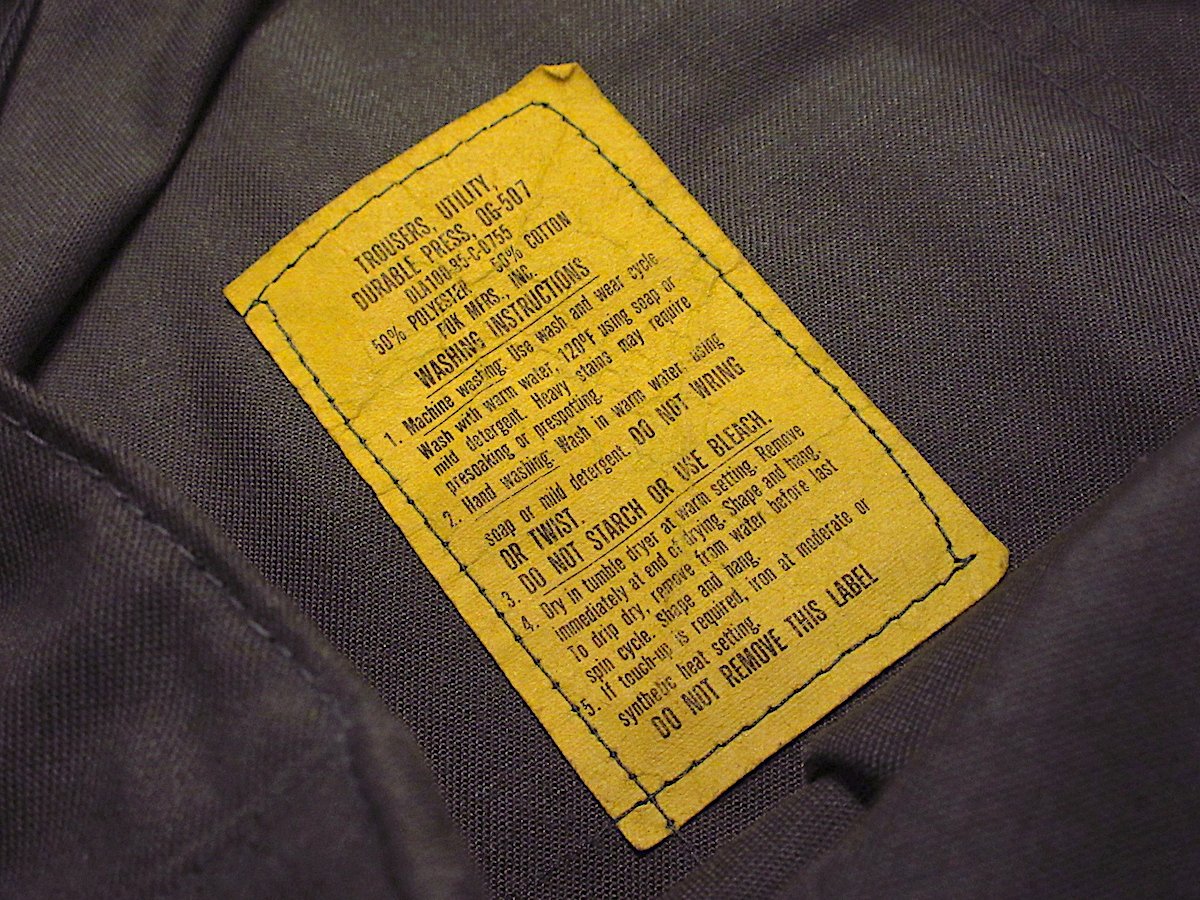 TROUSERS, UTILITY,
DURABLE PRESS, OG-507
DLA100-85-C-0755
50% POLYESTER 50% COTTON
FOK MFRS., INC.
WASHING INSTRUCTIONS
1. Machine washing. Use wash and wear cycle
Wash with warm water, 120°F using soap or
mild detergent. Heavy stains may require
presoaking or prespotting.
2. Hand washing. Wash in warm water using
soap or mild detergent. DO NOT WRING
OR TWIST.
3. DO NOT STARCH OR USE BLEACH.
4. Dry in tumble dryer at warm setting. Remove
immediately at end of drying. Shape and hang.
To drip dry, remove from water before last
spin cycle. Shape and hang.
5. If touch-up is required, iron at moderate or
synthetic heat setting.
DO NOT REMOVE THIS LABEL